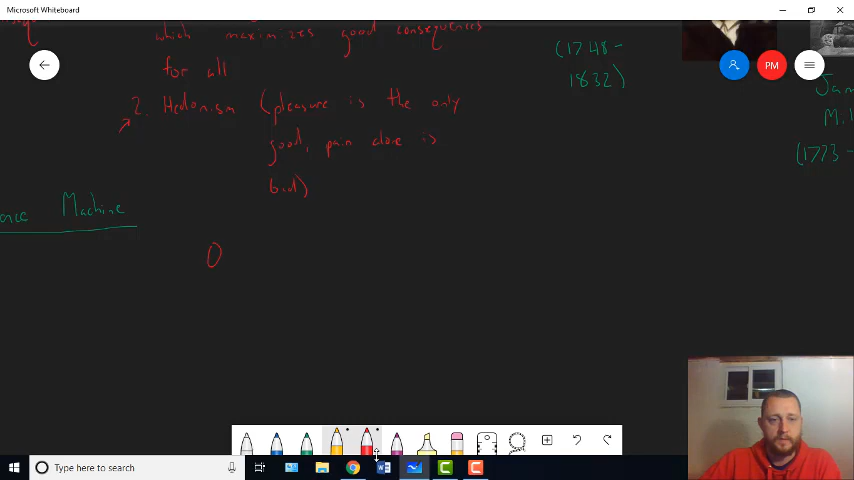 Microsoft Whiteboard
which maximizes good consequences
for all
2. Hedonism (pleasure is the only
good, pain alone is
bad)
(1748-
1832)
PM
(1773-
Machine
O
Type here to search